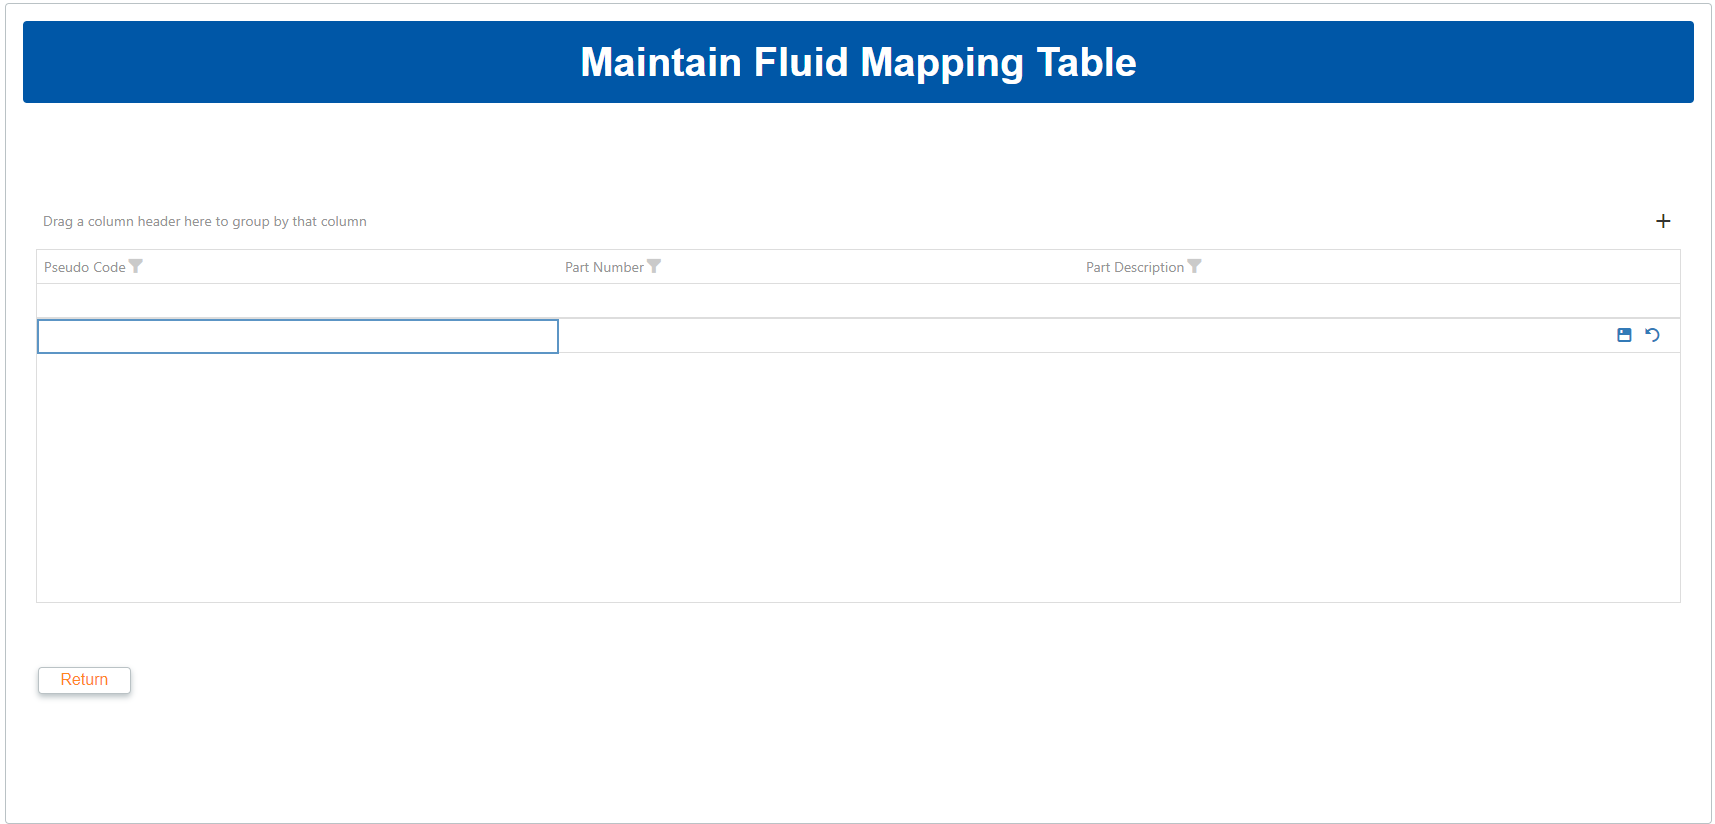 Maintain Fluid Mapping Table
Drag a column header here to group by that column
Pseudo Code Part Number Part Description
Return